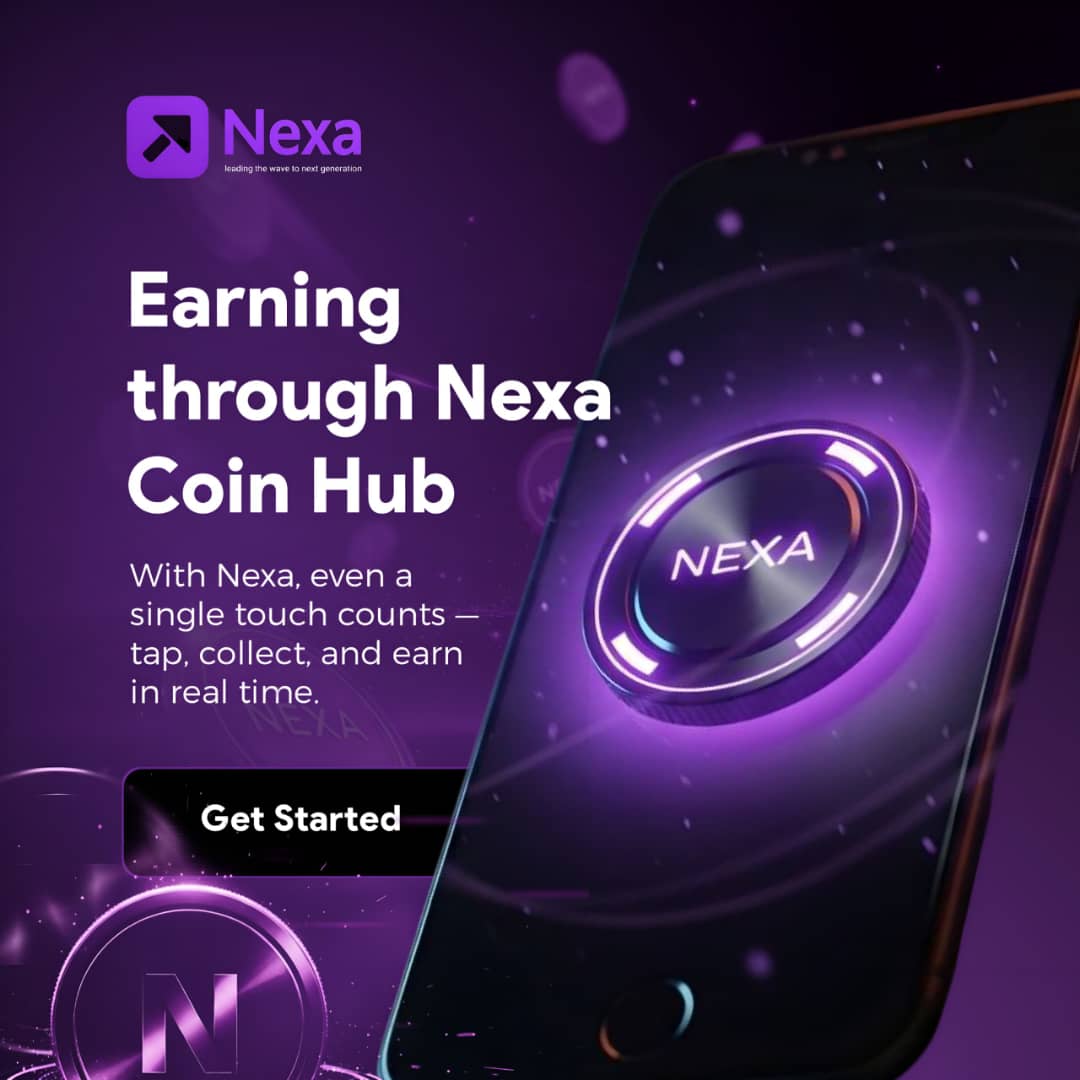 Nexa
leading the wave to next generation
Earning
through Nexa
Coin Hub
With Nexa, even a
single touch counts —
tap, collect, and earn
in real time.
Get Started
NEXA
NEXA
N